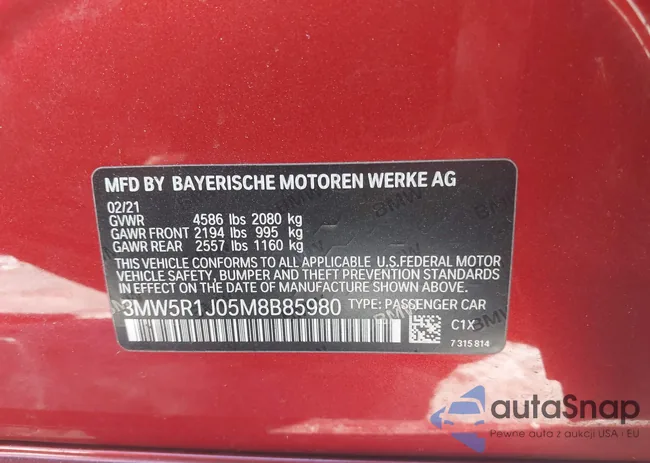 MFD BY BAYERISCHE MOTOREN WERKE AG
02/21
GVWR 4586 lbs 2080 kg
GAWR FRONT 2194 lbs 995 kg
GAWR REAR 2557 lbs 1160 kg
THIS VEHICLE CONFORMS TO ALL APPLICABLE U.S.FEDERAL MOTOR
VEHICLE SAFETY, BUMPER AND THEFT PREVENTION STANDARDS
IN EFFECT ON THE DATE OF MANUFACTURE SHOWN ABOVE.
3MW5R1J05M8B85980 TYPE: PASSENGER CAR
C1X
7 315 814
autaSnap
Pewne auta z aukcji USA i EU